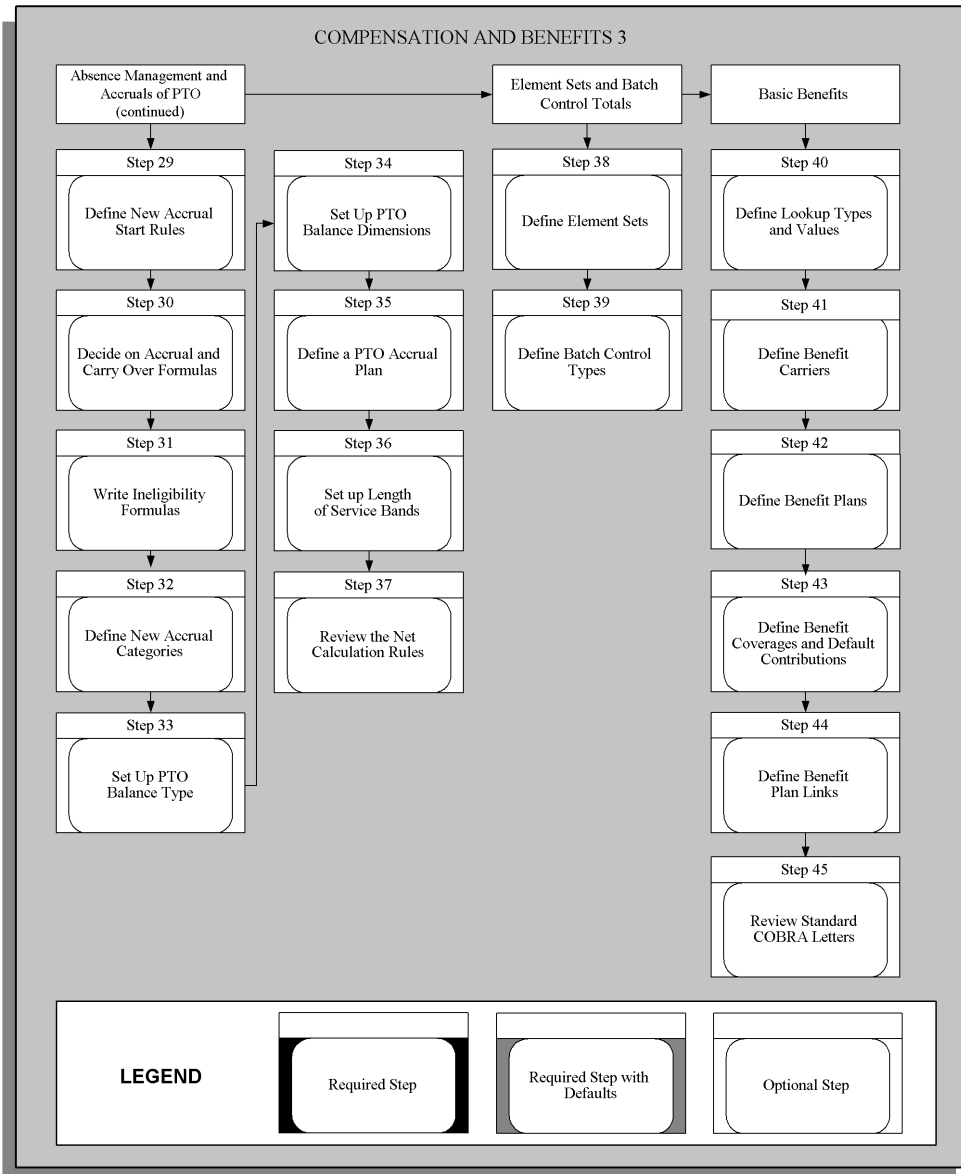 COMPENSATION AND BENEFITS 3
Absence Management and
Accruals of PTO
(continued)
Element Sets and Batch
Control Totals
Basic Benefits
Step 29
Define New Accrual
Start Rules
Step 30
Decide on Accrual and
Carry Over Formulas
Step 31
Write Ineligibility
Formulas
Step 32
Define New Accrual
Categories
Step 33
Set Up PTO
Balance Type
Step 34
Set Up PTO
Balance Dimensions
Step 35
Define a PTO Accrual
Plan
Step 36
Set up Length
of Service Bands
Step 37
Review the Net
Calculation Rules
Step 38
Define Element Sets
Step 39
Define Batch Control
Types
Step 40
Define Lookup Types
and Values
Step 41
Define Benefit
Carriers
Step 42
Define Benefit Plans
Step 43
Define Benefit
Coverages and Default
Contributions
Step 44
Define Benefit
Plan Links
Step 45
Review Standard
COBRA Letters
LEGEND
Required Step
Required Step with
Defaults
Optional Step